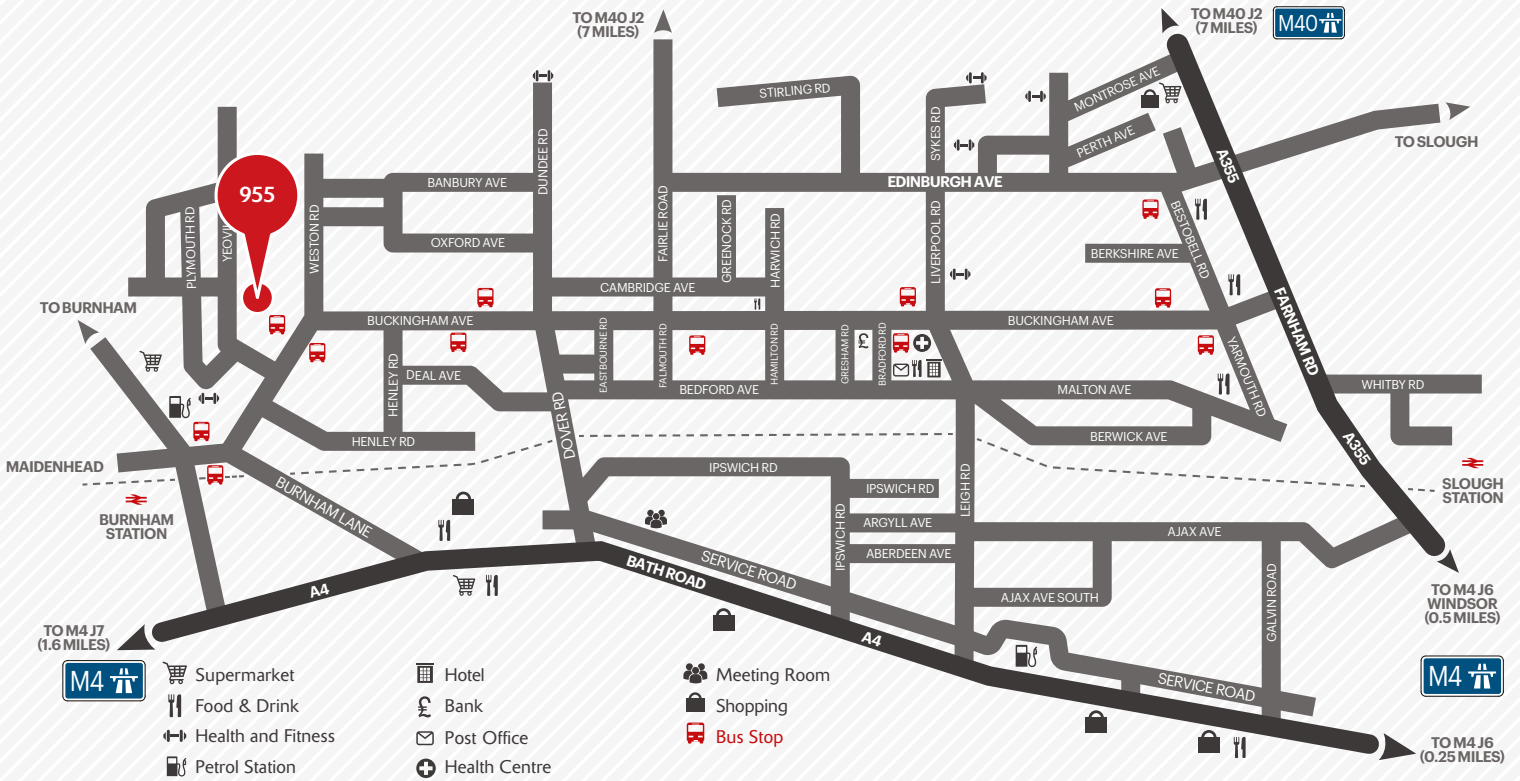 TO M40 J2
(7 MILES)
TO M40 J2
(7 MILES)
M40
STIRLING RD
MONTROSE AVE
SYKES RD
PERTH AVE
TO SLOUGH
A355
DUNDEE RD
BANBURY AVE
EDINBURGH AVE
955
PLYMOUTH RD
YEOVIL
WESTON RD
FAIRLIE ROAD
GREENOCK RD
HARWICH RD
LIVERPOOL RD
BESTOBELL RD
OXFORD AVE
BERKSHIRE AVE
CAMBRIDGE AVE
TO BURNHAM
BUCKINGHAM AVE
BUCKINGHAM AVE
FARNHAM RD
EASTBOURNE RD
FALMOUTH RD
HAMILTON RD
GRESHAM RD
BRADFORD RD
YARMOUTH RD
HENLEY RD
DEAL AVE
BEDFORD AVE
MALTON AVE
WHITBY RD
DOVER RD
HENLEY RD
BERWICK AVE
A355
MAIDENHEAD
IPSWICH RD
IPSWICH RD
LEIGH RD
SLOUGH
STATION
BURNHAM
STATION
BURNHAM LANE
IPSWICH RD
ARGYLL AVE
AJAX AVE
ABERDEEN AVE
SERVICE ROAD
BATH ROAD
A4
AJAX AVE SOUTH
GALVIN ROAD
TO M4 J6
WINDSOR
(0.5 MILES)
TO M4 J7
(1.6 MILES)
A4
M4
SERVICE ROAD
M4
TO M4 J6
(0.25 MILES)
Supermarket
Food & Drink
Health and Fitness
Petrol Station
Hotel
£ Bank
Post Office
Health Centre
Meeting Room
Shopping
Bus Stop
£